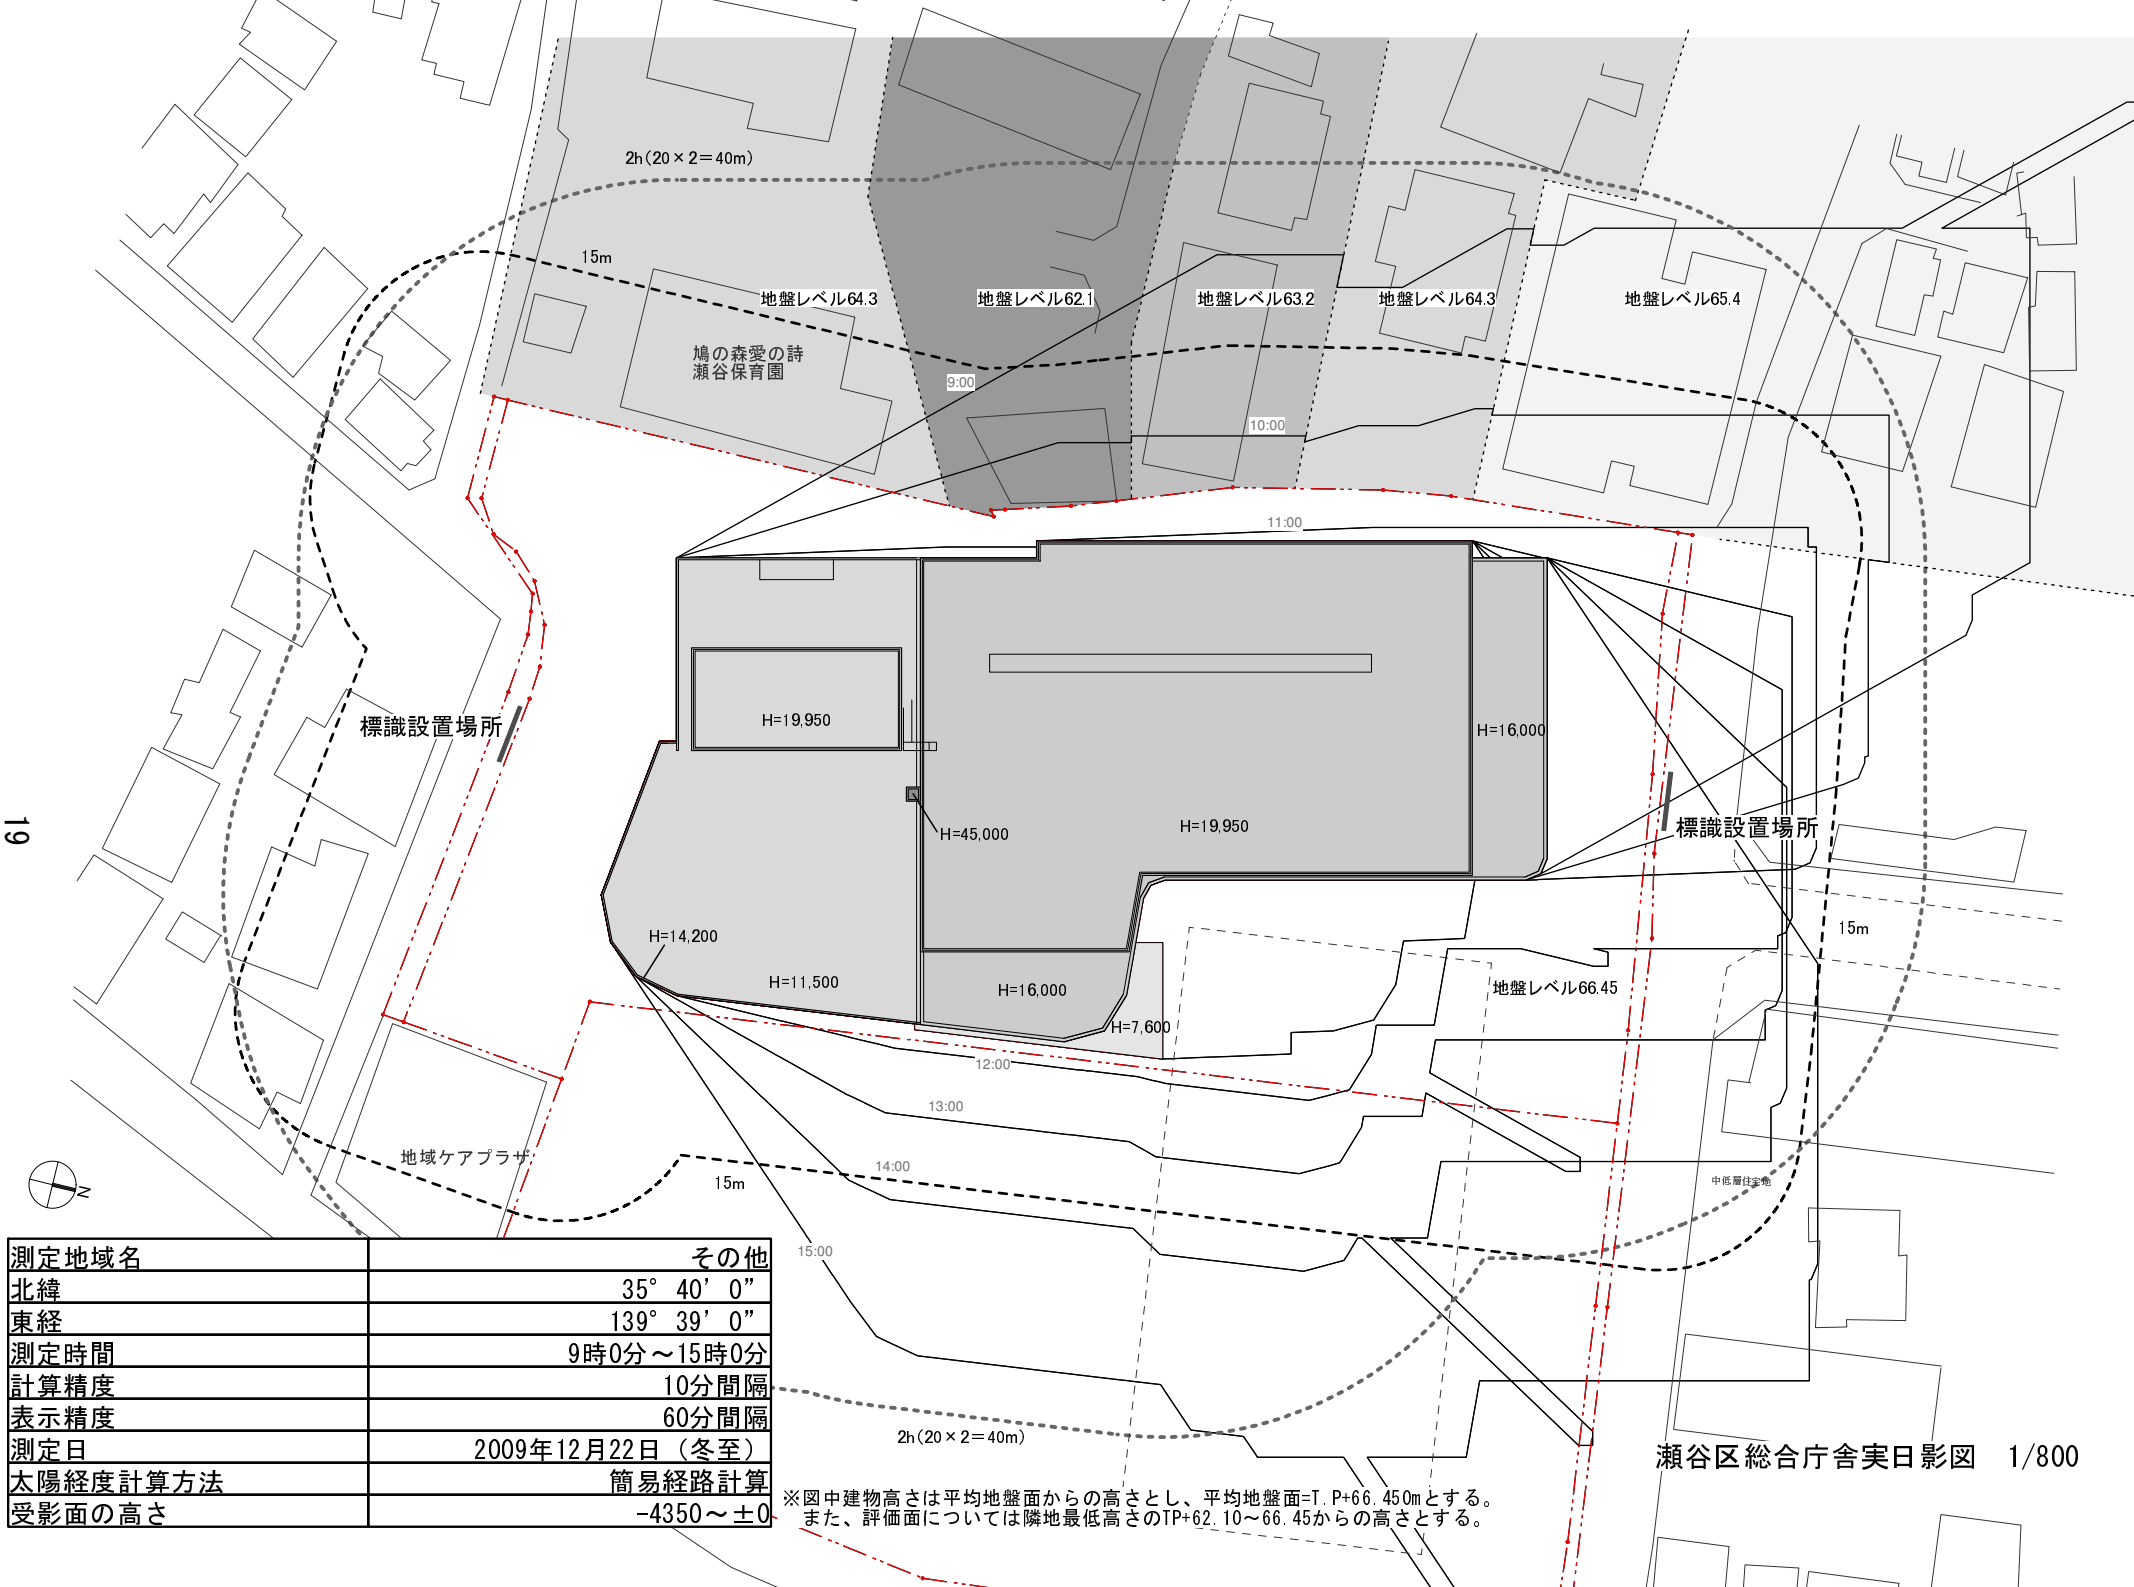 2h(20×2=40m)
15m
地盤レベル64.3
地盤レベル62.1
地盤レベル63.2
地盤レベル64.3
地盤レベル65.4
鳩の森愛の詩
瀬谷保育園
9:00
10:00
11:00
標識設置場所
H=19,950
H=16,000
19
H=45,000
H=19,950
標識設置場所
H=14,200
H=11,500
H=16,000
H=7,600
地盤レベル66.45
15m
12:00
13:00
14:00
15:00
地域ケアプラザ
15m
中低層住宅地
N
測定地域名 その他
北緯 35°40’0”
東経 139°39’0”
測定時間 9時0分～15時0分
計算精度 10分間隔
表示精度 60分間隔
測定日 2009年12月22日（冬至）
太陽経度計算方法 簡易経路計算
受影面の高さ -4350～±0
2h(20×2=40m)
瀬谷区総合庁舎実日影図 1/800
※図中建物高さは平均地盤面からの高さとし、平均地盤面=T.P+66.450mとする。
また、評価面については隣地最低高さのTP+62.10～66.45からの高さとする。